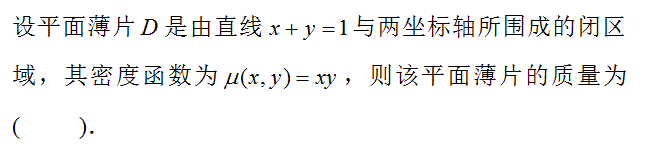 设平面薄片 D 是由直线 x + y = 1 与两坐标轴所围成的闭区
域，其密度函数为 μ(x, y) = xy ，则该平面薄片的质量为
( )．